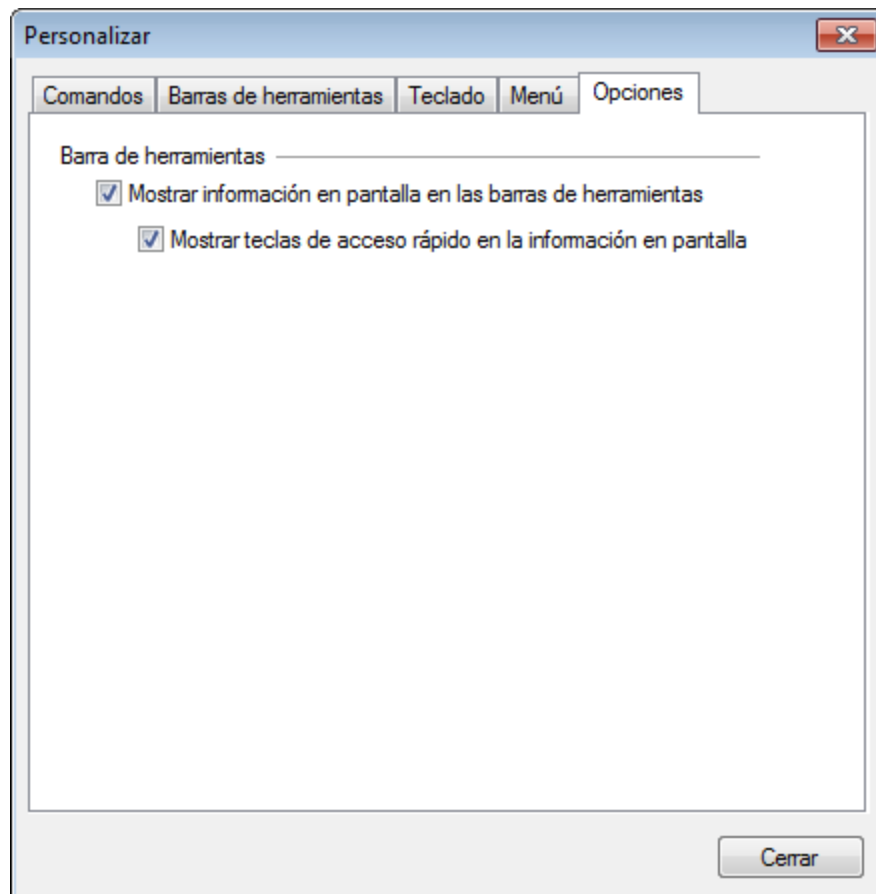 Personalizar
Comandos Barras de herramientas Teclado Menú Opciones
Barra de herramientas
Mostrar información en pantalla en las barras de herramientas
Mostrar teclas de acceso rápido en la información en pantalla
Cerrar